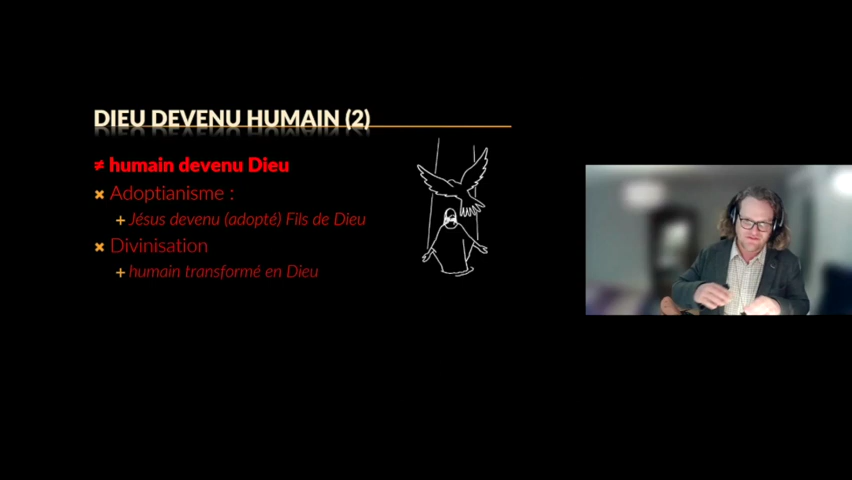 DIEU DEVENU HUMAIN (2)
≠ humain devenu Dieu
Adoptianisme :
Jésus devenu (adopté) Fils de Dieu
Divinisation
humain transformé en Dieu